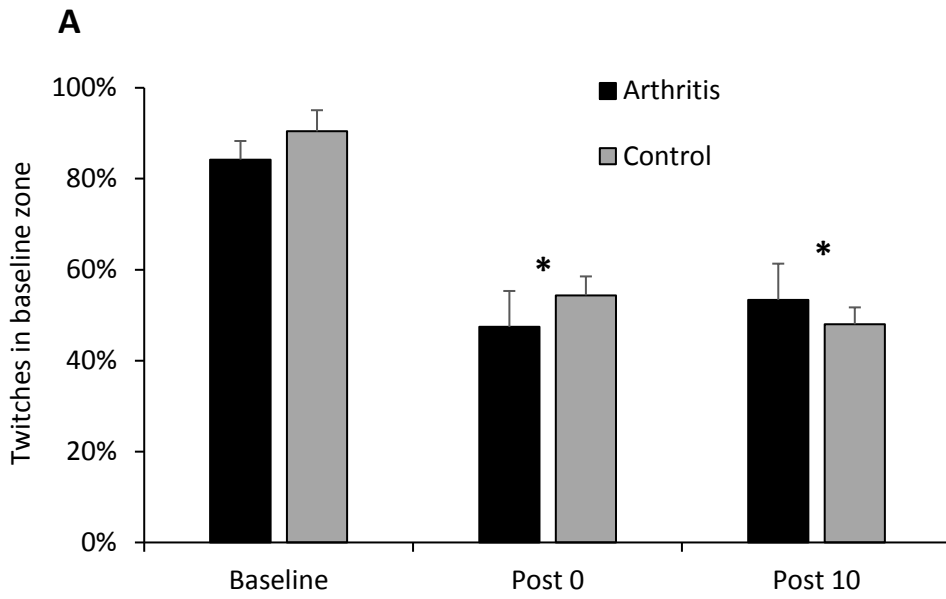 A
100%
80%
60%
40%
20%
0%
Twitches in baseline zone
Arthritis
Control
*
*
Baseline
Post 0
Post 10